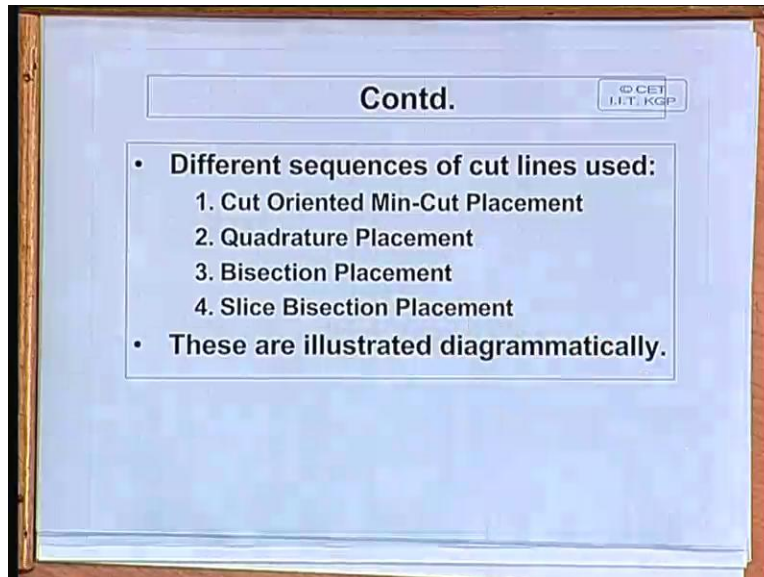 Contd.
© CET
I.I.T. KGP
• Different sequences of cut lines used:
1. Cut Oriented Min-Cut Placement
2. Quadrature Placement
3. Bisection Placement
4. Slice Bisection Placement
• These are illustrated diagrammatically.